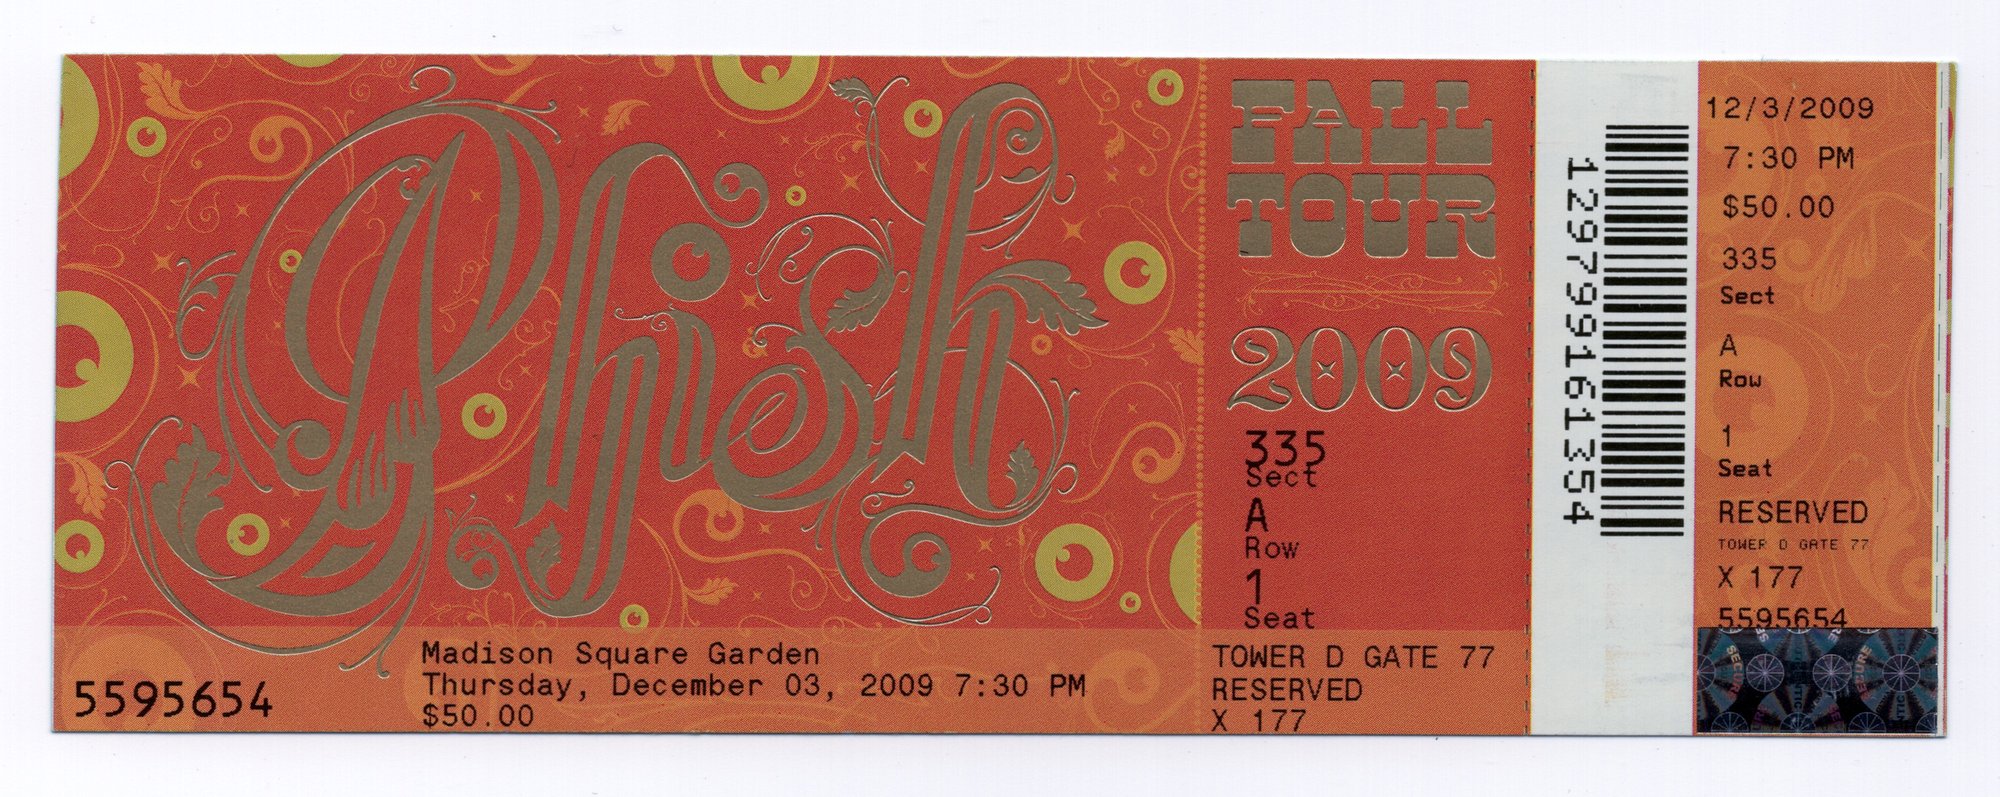 Phish
5595654
Madison Square Garden
Thursday, December 03, 2009 7:30 PM
$50.00
FALL
TOUR
2009
335
Sect
A
Row
1
Seat
TOWER D GATE 77
RESERVED
X 177
129799161354
12/3/2009
7:30 PM
$50.00
335
Sect
A
Row
1
Seat
RESERVED
TOWER D GATE 77
X 177
5595654
SECURE